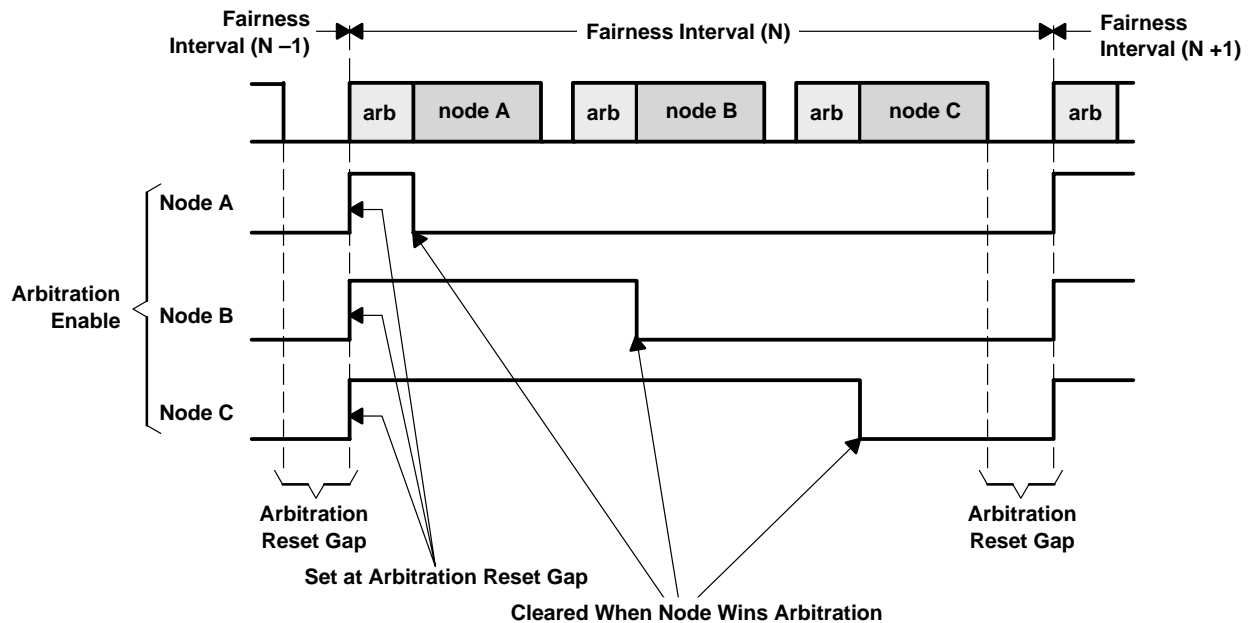 Fairness
Interval (N –1)
Fairness Interval (N)
Fairness
Interval (N +1)
arb
node A
arb
node B
arb
node C
arb
Arbitration
Enable
Node A
Node B
Node C
Arbitration
Reset Gap
Arbitration
Reset Gap
Set at Arbitration Reset Gap
Cleared When Node Wins Arbitration